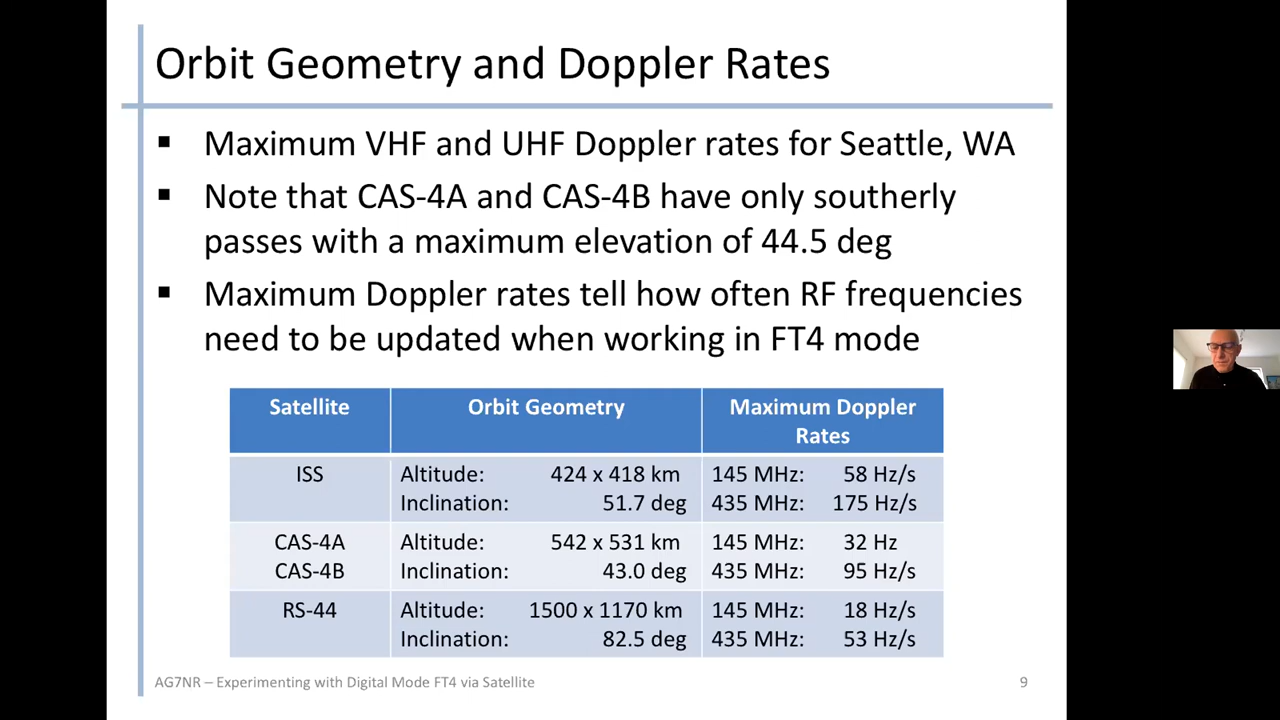 Orbit Geometry and Doppler Rates
▪ Maximum VHF and UHF Doppler rates for Seattle, WA
▪ Note that CAS-4A and CAS-4B have only southerly
passes with a maximum elevation of 44.5 deg
▪ Maximum Doppler rates tell how often RF frequencies
need to be updated when working in FT4 mode
Satellite Orbit Geometry Maximum Doppler
Rates
ISS Altitude: 424 x 418 km 145 MHz: 58 Hz/s
Inclination: 51.7 deg 435 MHz: 175 Hz/s
CAS-4A Altitude: 542 x 531 km 145 MHz: 32 Hz
CAS-4B Inclination: 43.0 deg 435 MHz: 95 Hz/s
RS-44 Altitude: 1500 x 1170 km 145 MHz: 18 Hz/s
Inclination: 82.5 deg 435 MHz: 53 Hz/s
AG7NR – Experimenting with Digital Mode FT4 via Satellite 9